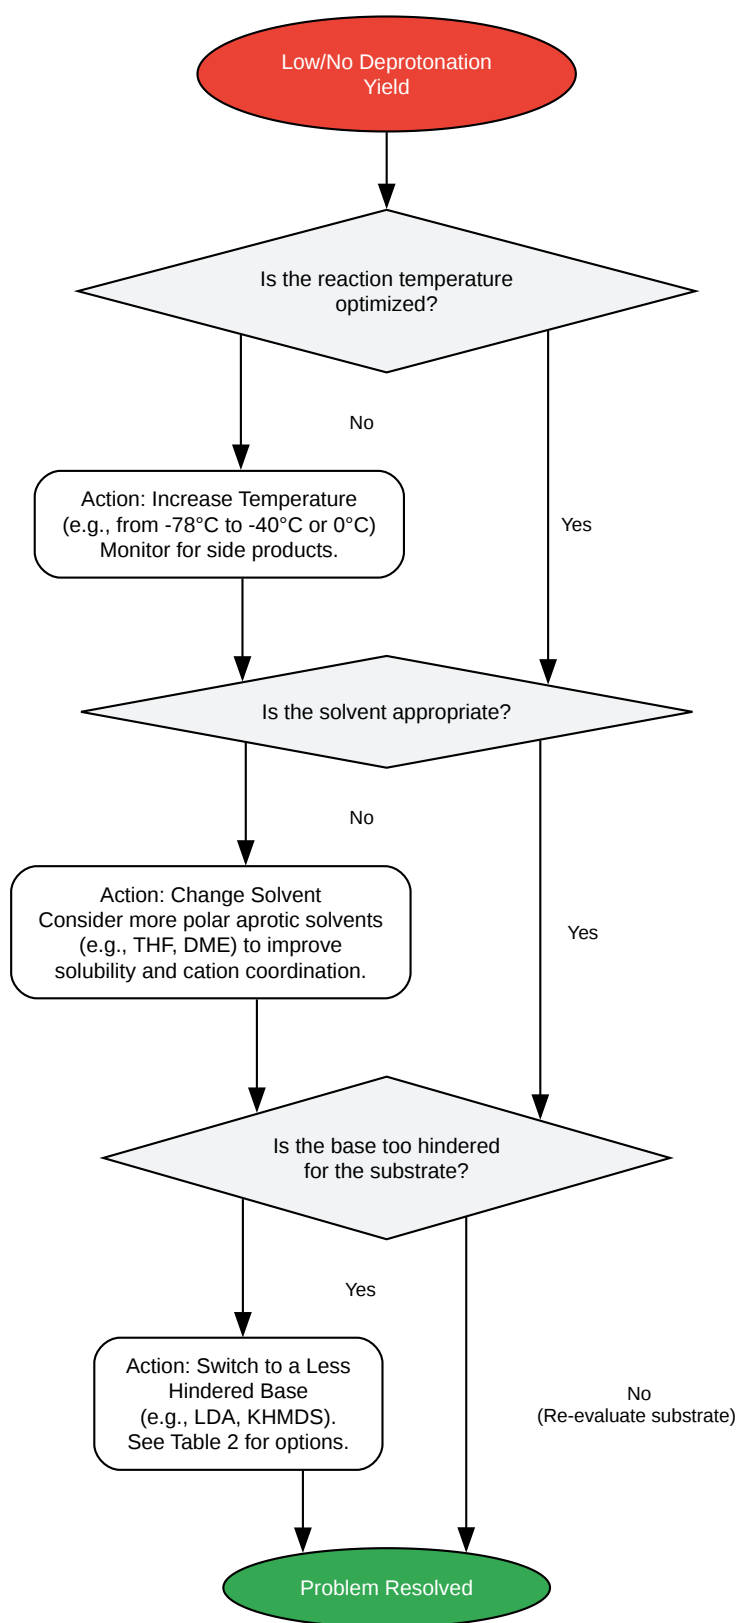 Low/No Deprotonation
Yield
Is the reaction temperature
optimized?
No
Action: Increase Temperature
(e.g., from -78°C to -40°C or 0°C)
Monitor for side products.
Yes
Is the solvent appropriate?
No
Action: Change Solvent
Consider more polar aprotic solvents
(e.g., THF, DME) to improve
solubility and cation coordination.
Yes
Is the base too hindered
for the substrate?
Yes
Action: Switch to a Less
Hindered Base
(e.g., LDA, KHMDS).
See Table 2 for options.
No
(Re-evaluate substrate)
Problem Resolved